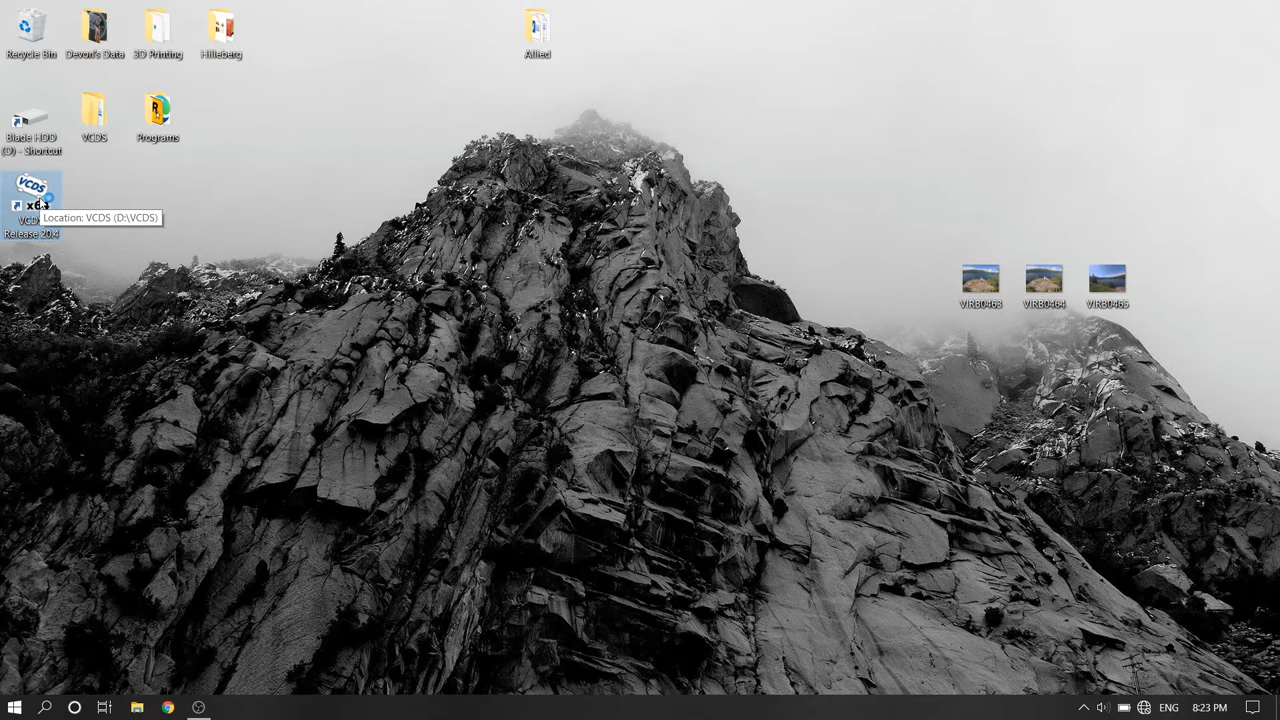 Recycle Bin
Devon's Data
3D Printing
Hilleberg
Allied
Blade HDD
(D) - Shortcut
VCDS
Programs
VCDS
VCDS
Release 20.4
Location: VCDS (D:\VCDS)
VIRB0463
VIRB0464
VIRB0465
ENG
8:23 PM